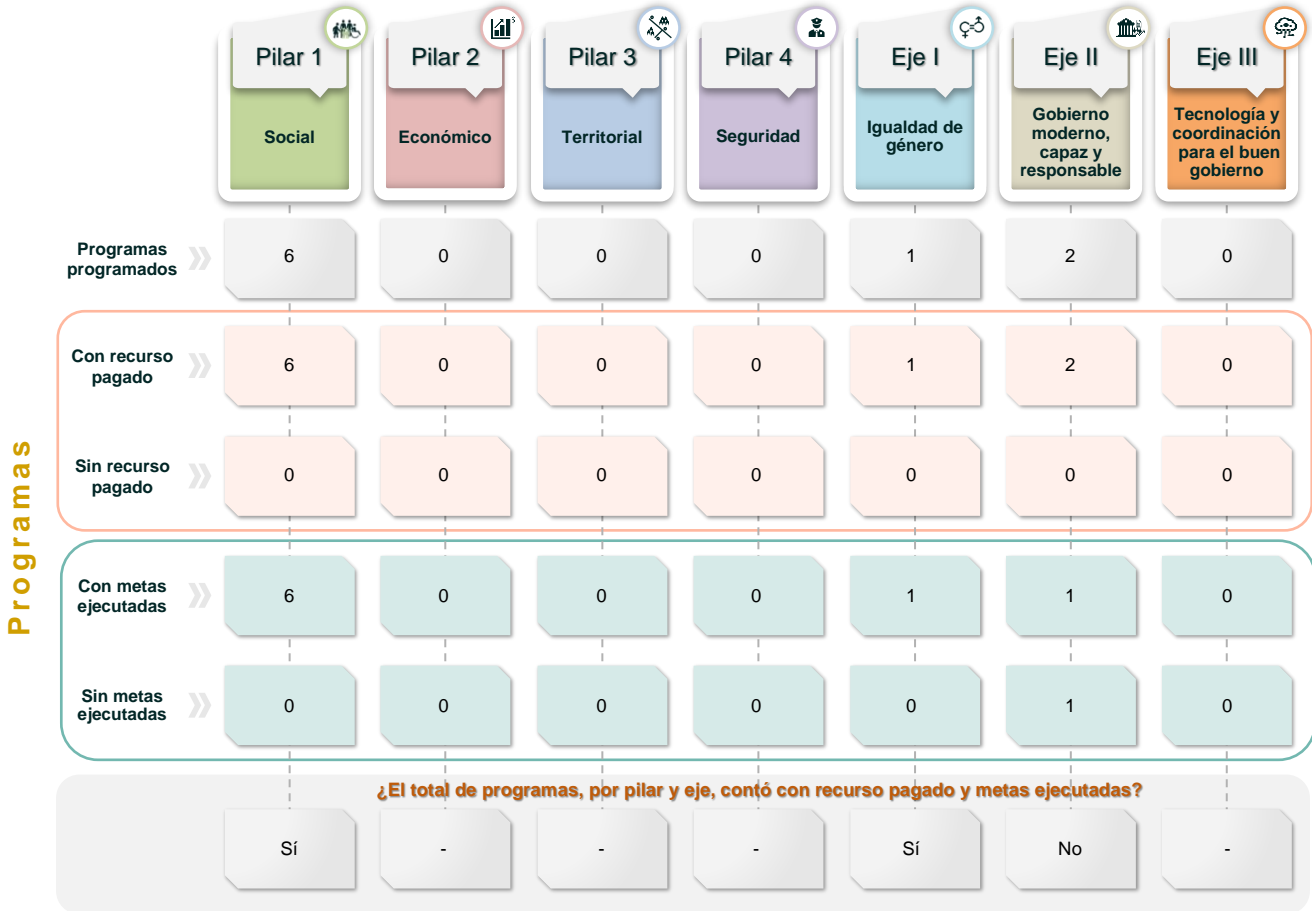 Pilar 1
Pilar 2
Pilar 3
Pilar 4
Eje I
Eje II
Eje III
Social
Económico
Territorial
Seguridad
Igualdad de
género
Gobierno
moderno,
capaz y
responsable
Tecnología y
coordinación
para el buen
gobierno
Programas
Programas
programados
6 0 0 0 1 2 0
Con recurso
pagado
6 0 0 0 1 2 0
Sin recurso
pagado
0 0 0 0 0 0 0
Con metas
ejecutadas
6 0 0 0 1 1 0
Sin metas
ejecutadas
0 0 0 0 0 1 0
¿El total de programas, por pilar y eje, contó con recurso pagado y metas ejecutadas?
Sí - - - Sí No -